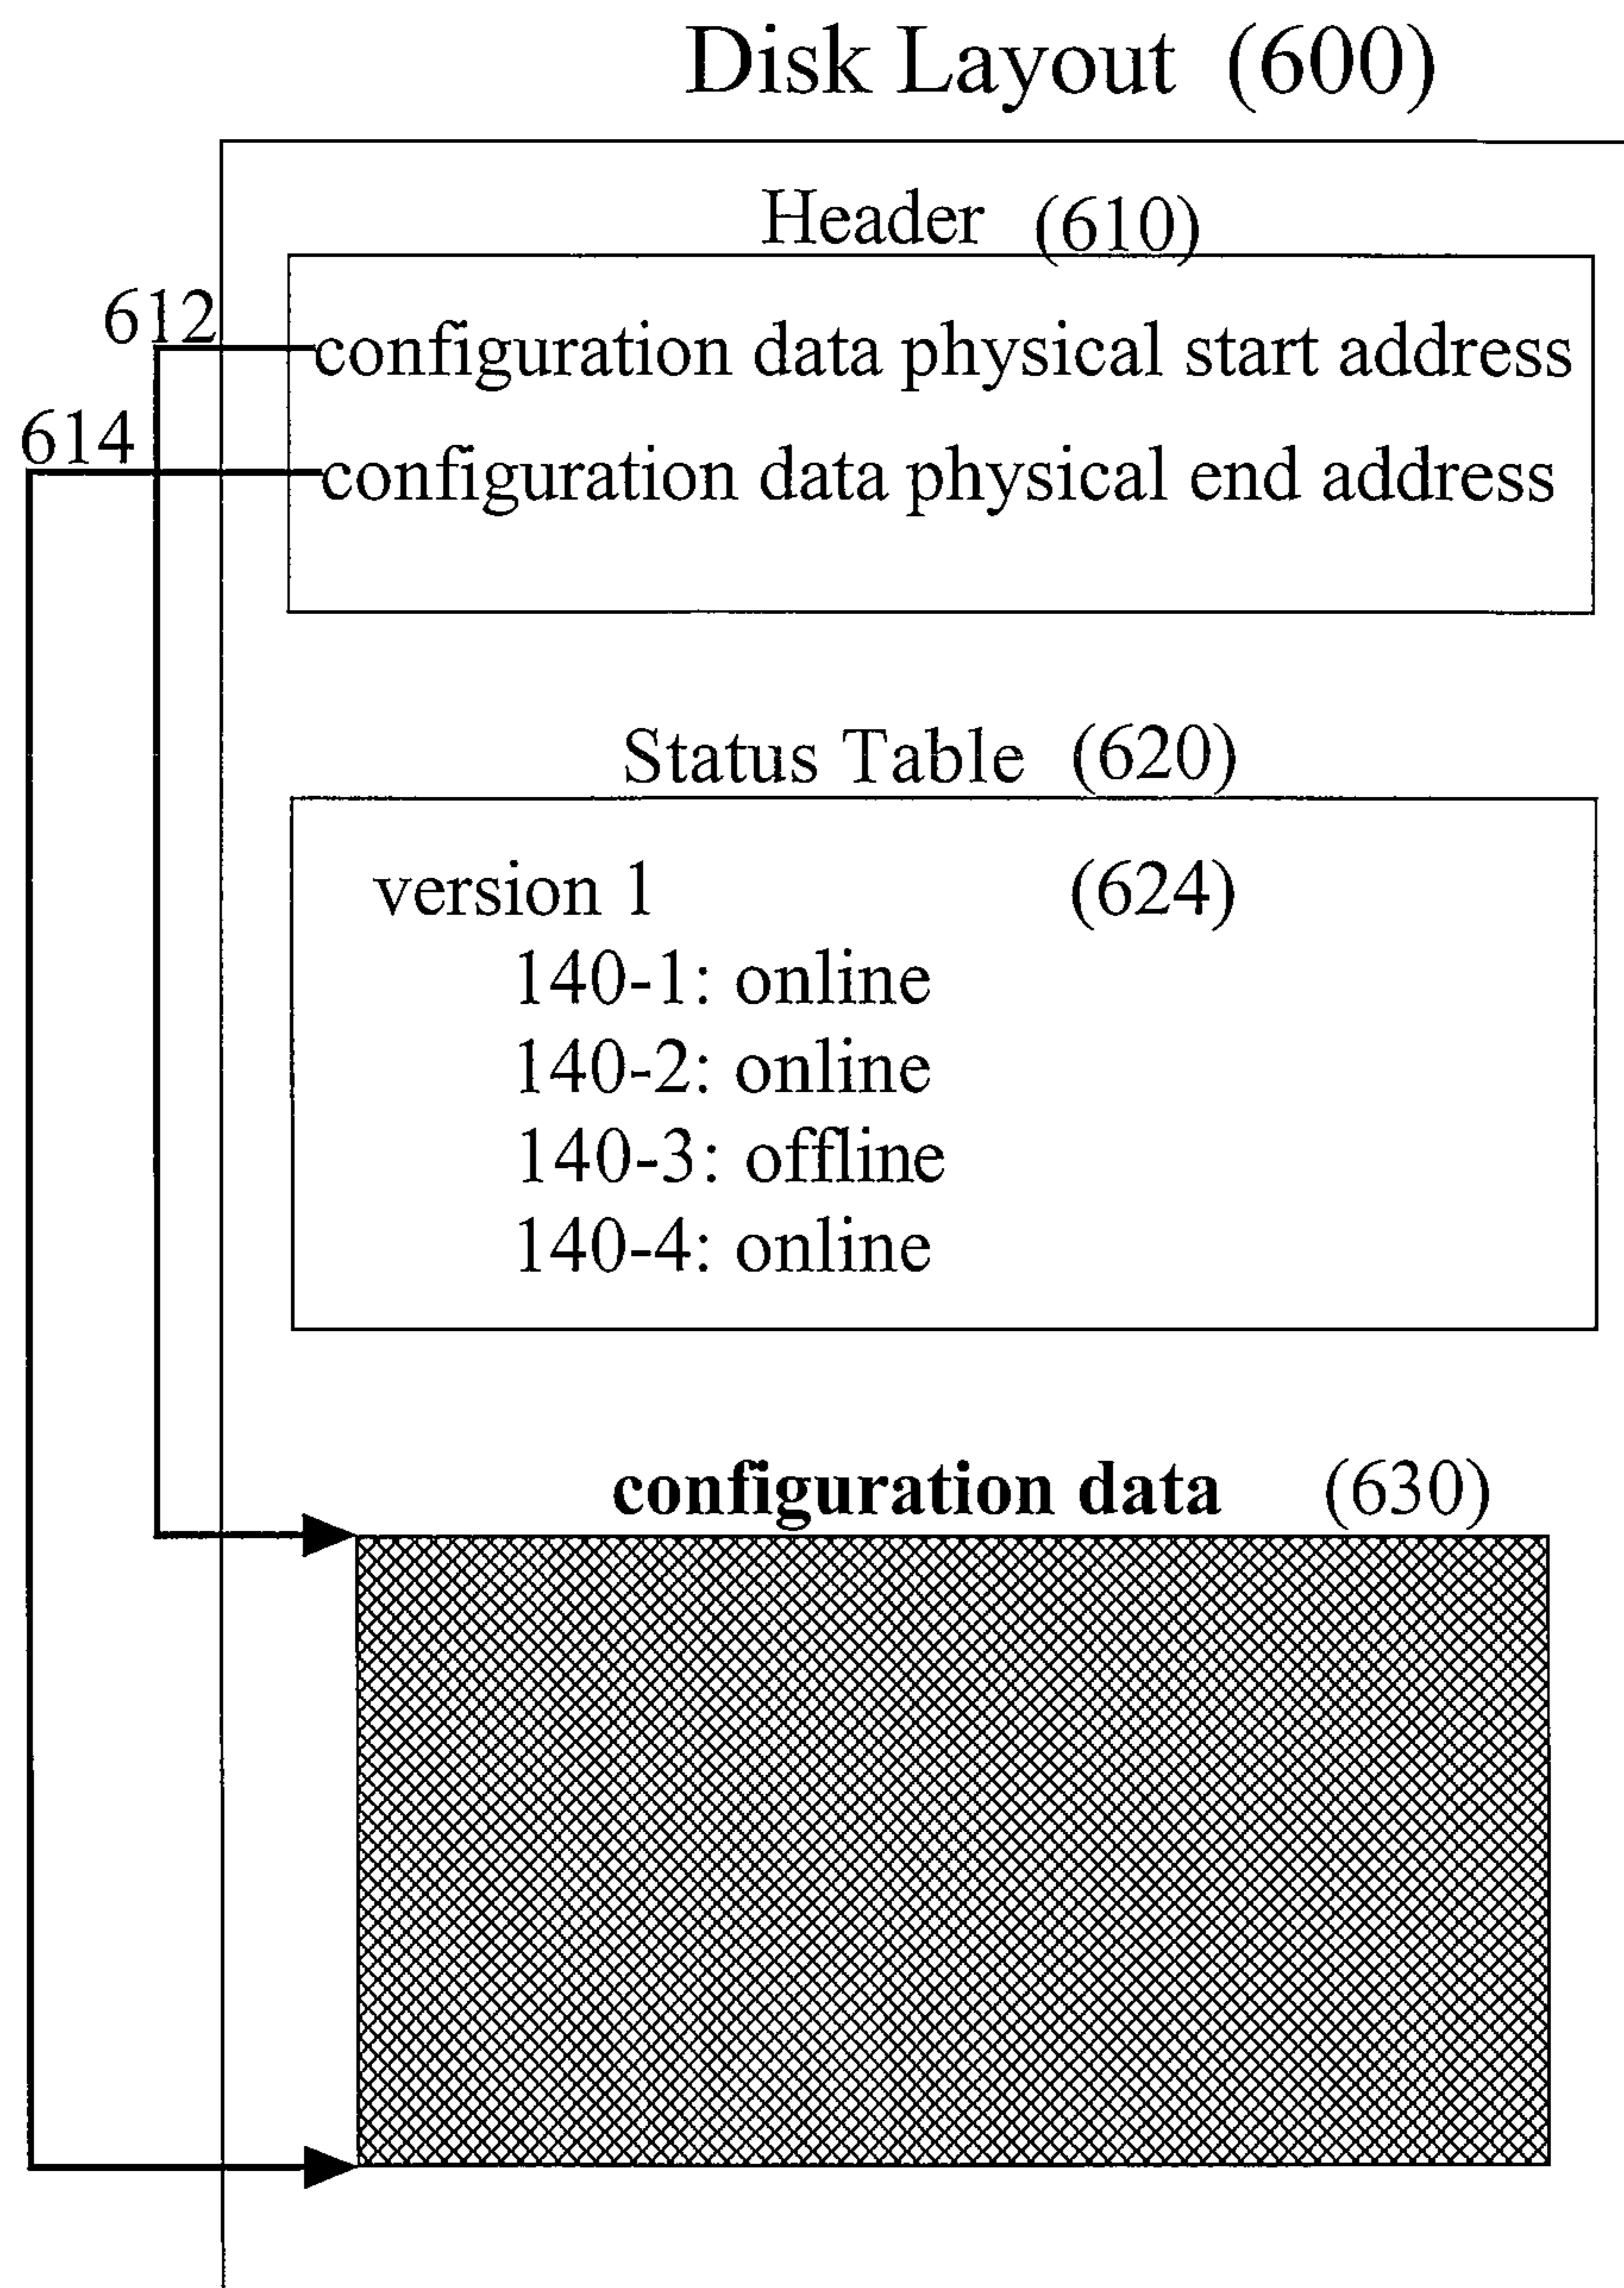 Disk Layout (600)
Header (610)
612
configuration data physical start address
614
configuration data physical end address
Status Table (620)
version 1 (624)
140-1: online
140-2: online
140-3: offline
140-4: online
configuration data (630)